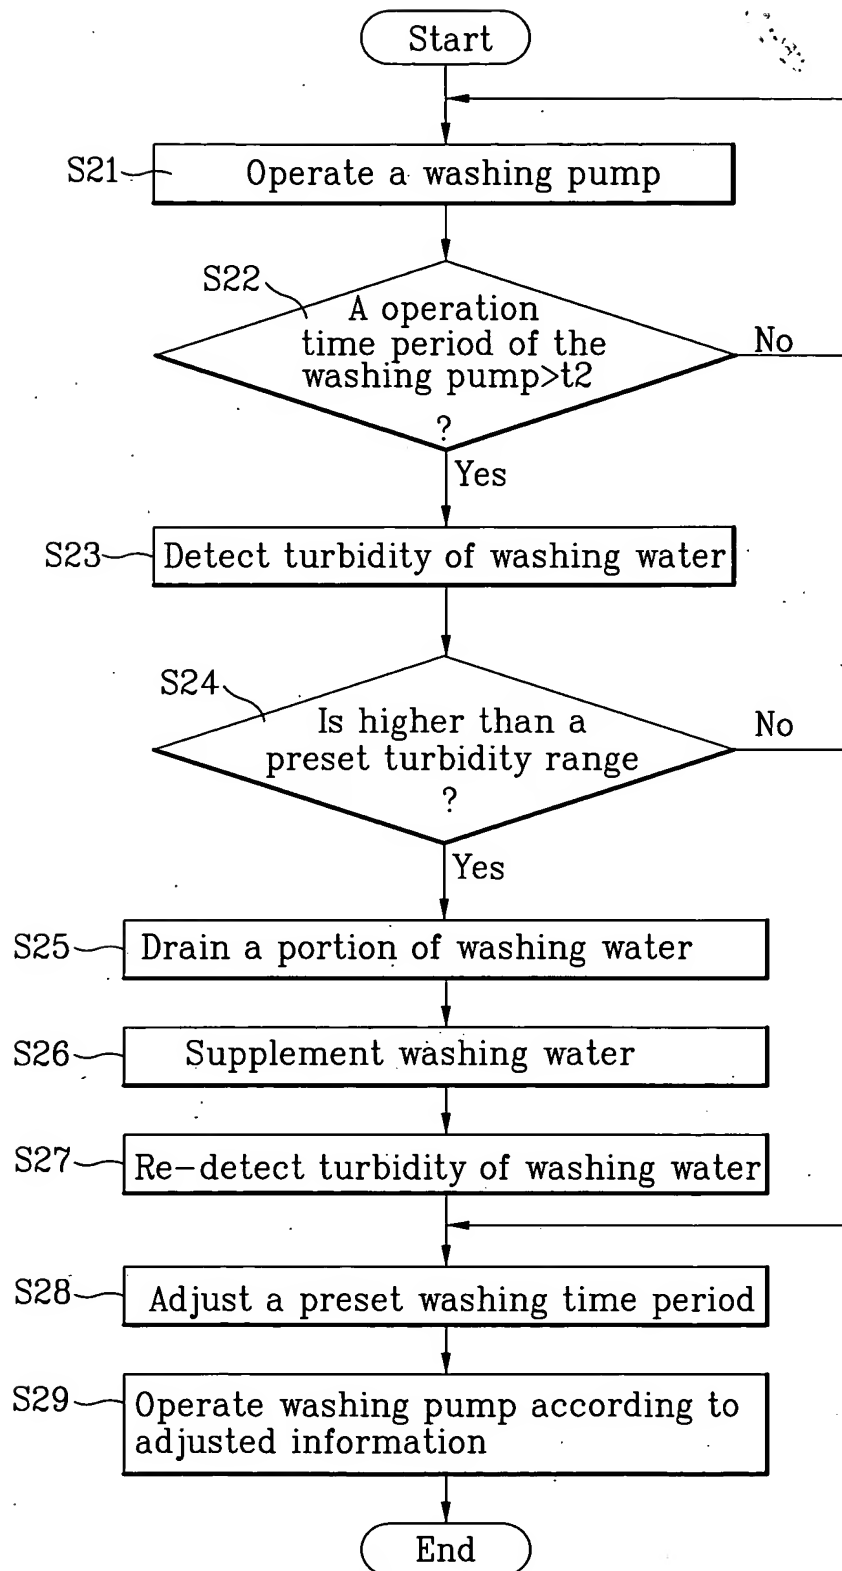 Start
S21
Operate a washing pump
S22
A operation
time period of the
washing pump>t2
?
No
Yes
S23
Detect turbidity of washing water
S24
Is higher than a
preset turbidity range
?
No
Yes
S25
Drain a portion of washing water
S26
Supplement washing water
S27
Re-detect turbidity of washing water
S28
Adjust a preset washing time period
S29
Operate washing pump according to
adjusted information
End